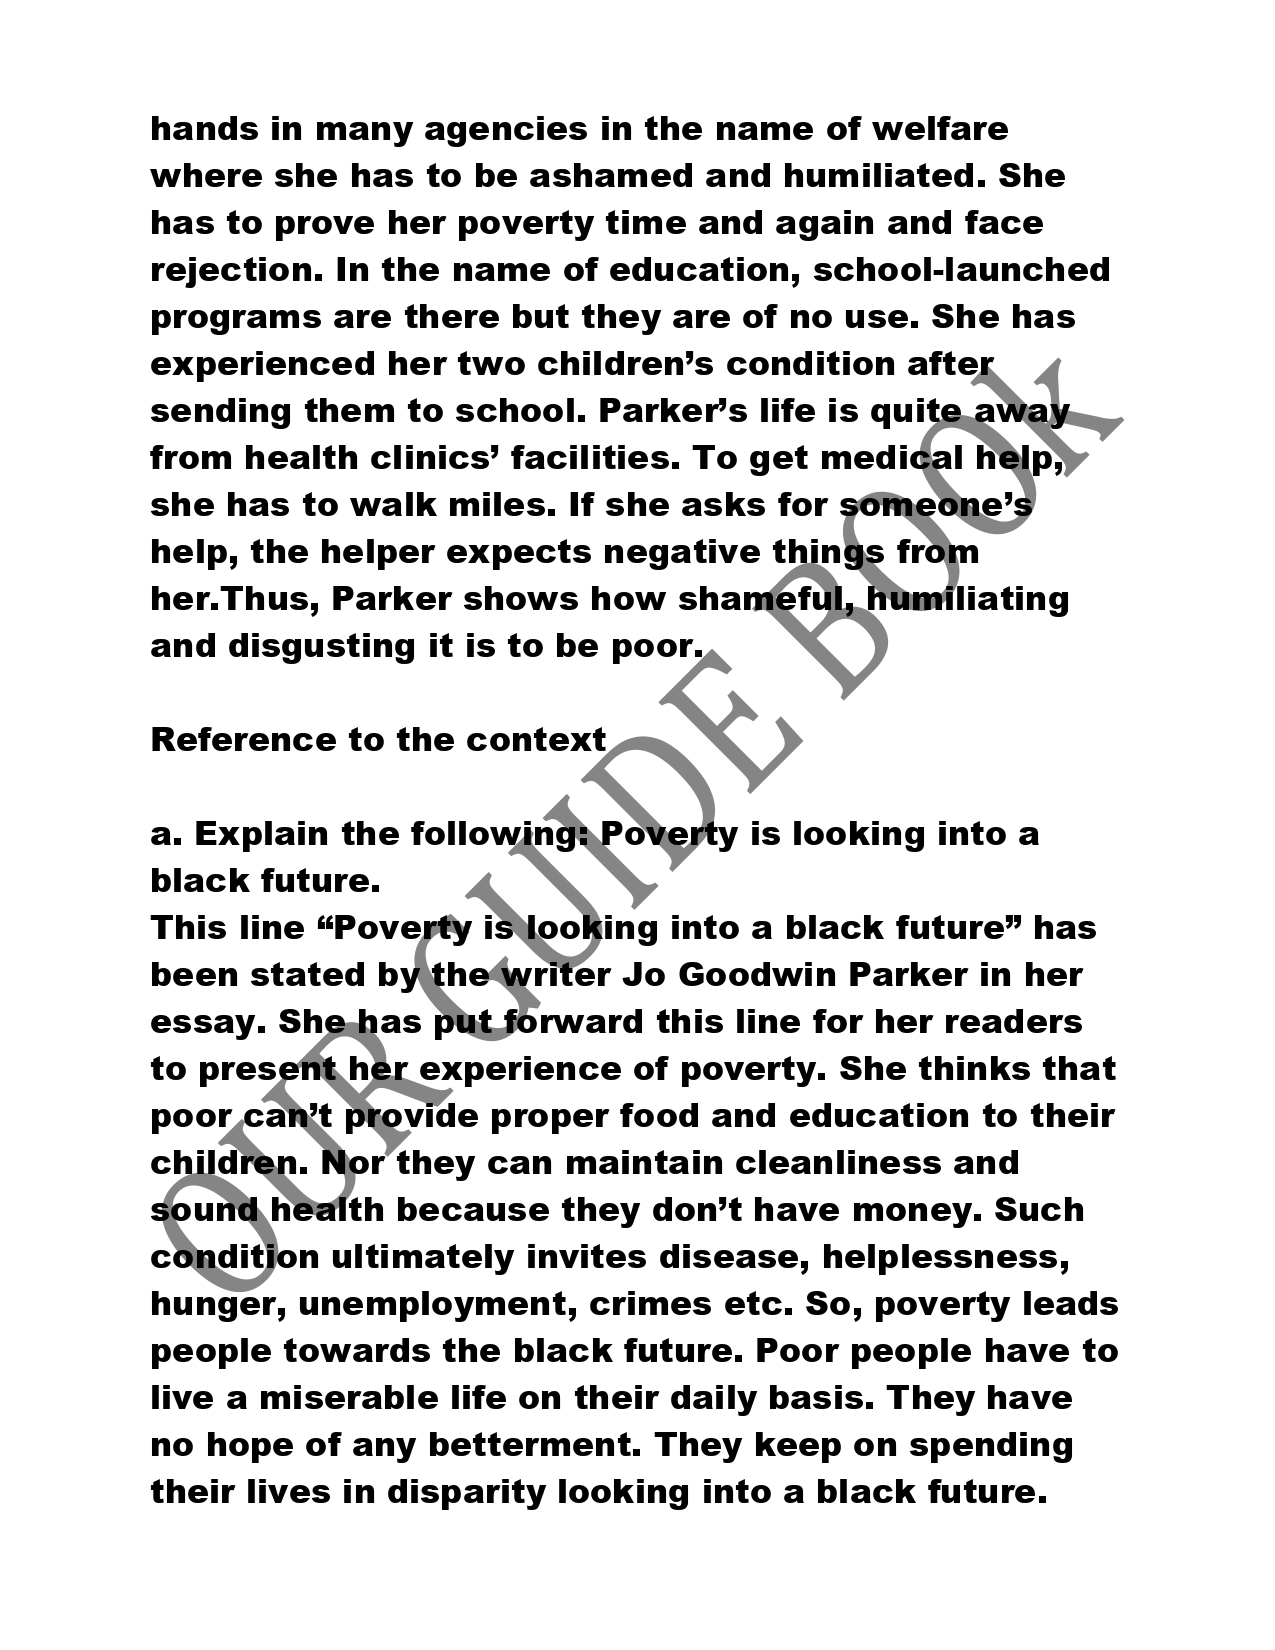 hands in many agencies in the name of welfare
where she has to be ashamed and humiliated. She
has to prove her poverty time and again and face
rejection. In the name of education, school-launched
programs are there but they are of no use. She has
experienced her two children’s condition after
sending them to school. Parker’s life is quite away
from health clinics’ facilities. To get medical help,
she has to walk miles. If she asks for someone’s
help, the helper expects negative things from
her.Thus, Parker shows how shameful, humiliating
and disgusting it is to be poor.
Reference to the context
a. Explain the following: Poverty is looking into a
black future.
This line “Poverty is looking into a black future” has
been stated by the writer Jo Goodwin Parker in her
essay. She has put forward this line for her readers
to present her experience of poverty. She thinks that
poor can’t provide proper food and education to their
children. Nor they can maintain cleanliness and
sound health because they don’t have money. Such
condition ultimately invites disease, helplessness,
hunger, unemployment, crimes etc. So, poverty leads
people towards the black future. Poor people have to
live a miserable life on their daily basis. They have
no hope of any betterment. They keep on spending
their lives in disparity looking into a black future.
OUR GUIDE BOOk